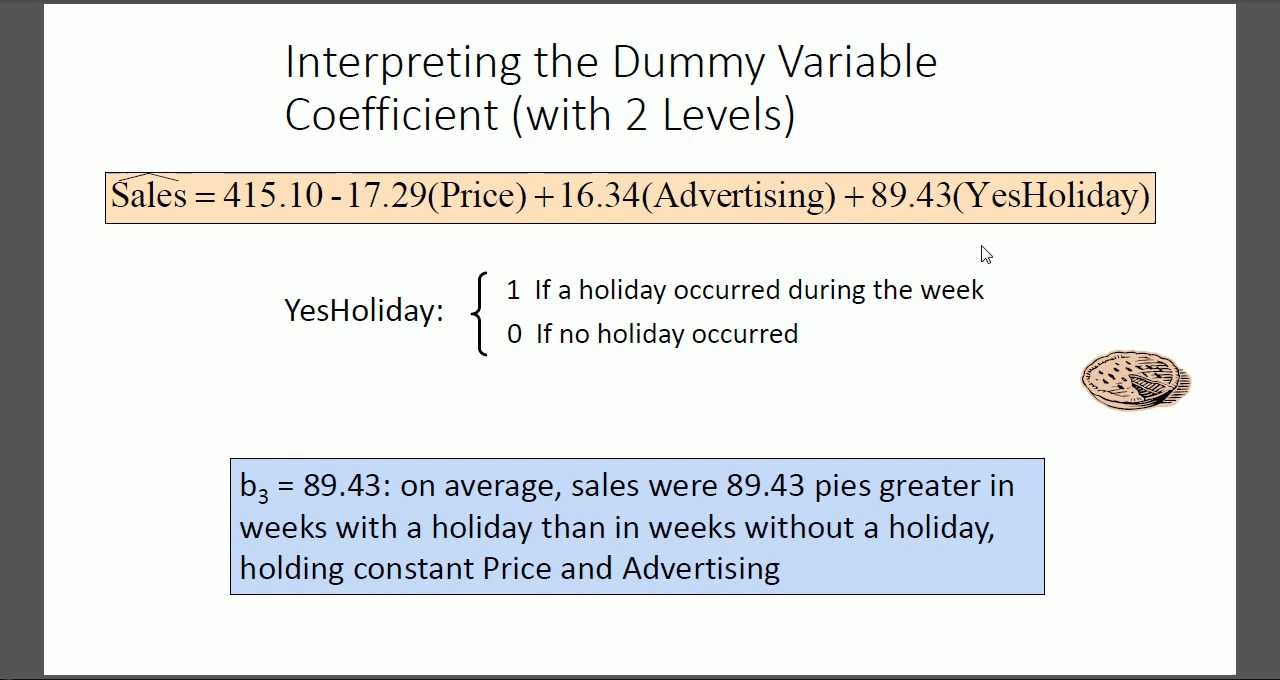 Interpreting the Dummy Variable
Coefficient (with 2 Levels)
Sales = 415.10 - 17.29(Price) + 16.34(Advertising) + 89.43(YesHoliday)
YesHoliday:
1 If a holiday occurred during the week
0 If no holiday occurred
b3 = 89.43: on average, sales were 89.43 pies greater in
weeks with a holiday than in weeks without a holiday,
holding constant Price and Advertising